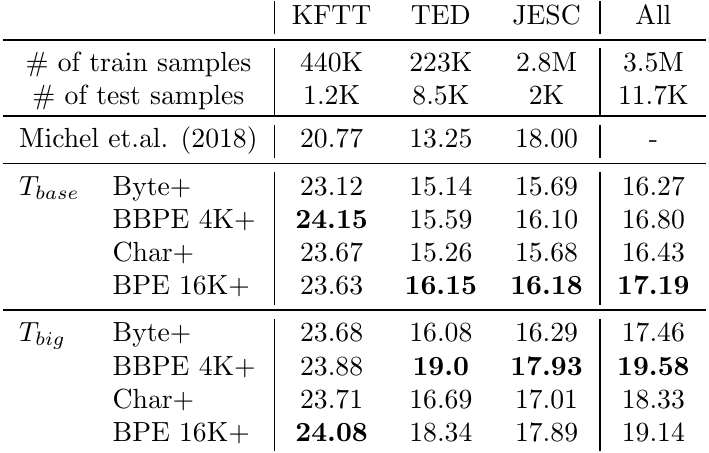 KFTT TED JESC All
# of train samples 440K 223K 2.8M 3.5M
# of test samples 1.2K 8.5K 2K 11.7K
Michel et.al. (2018) 20.77 13.25 18.00 -
T_base Byte+ 23.12 15.14 15.69 16.27
BBPE 4K+ 24.15 15.59 16.10 16.80
Char+ 23.67 15.26 15.68 16.43
BPE 16K+ 23.63 16.15 16.18 17.19
T_big Byte+ 23.68 16.08 16.29 17.46
BBPE 4K+ 23.88 19.0 17.93 19.58
Char+ 23.71 16.69 17.01 18.33
BPE 16K+ 24.08 18.34 17.89 19.14